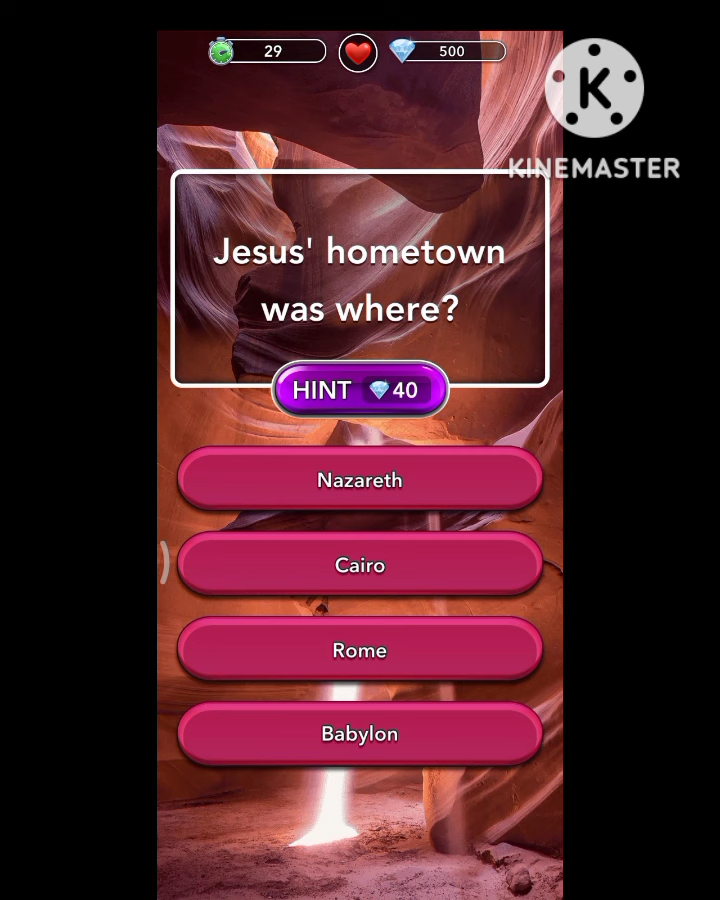 29
500
K
KINEMASTER
Jesus' hometown
was where?
HINT 40
Nazareth
Cairo
Rome
Babylon